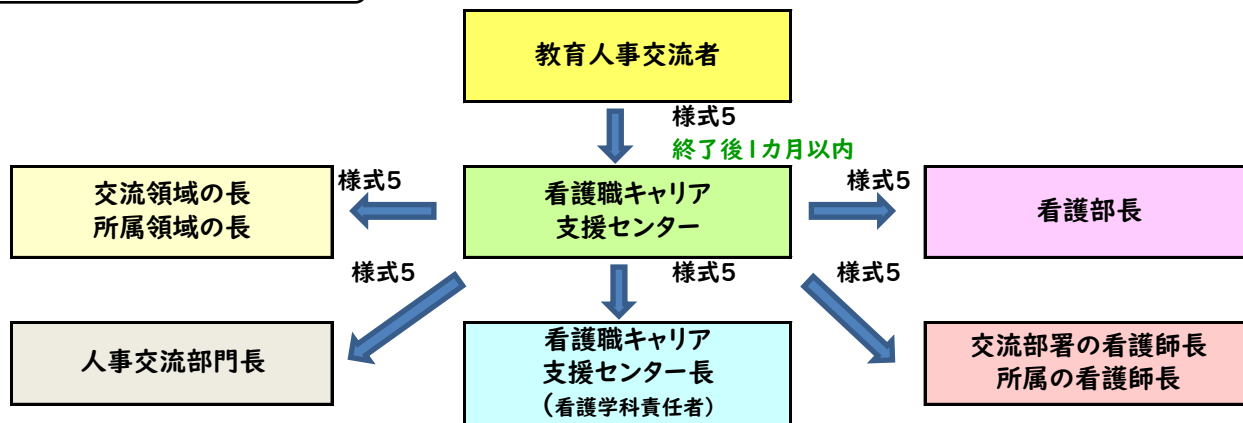 教育人事交流者
様式5
終了後1カ月以内
交流領域の長
所属領域の長
様式5
看護職キャリア
支援センター
様式5
看護部長
様式5
様式5
様式5
人事交流部門長
看護職キャリア
支援センター長
(看護学科責任者)
交流部署の看護師長
所属の看護師長